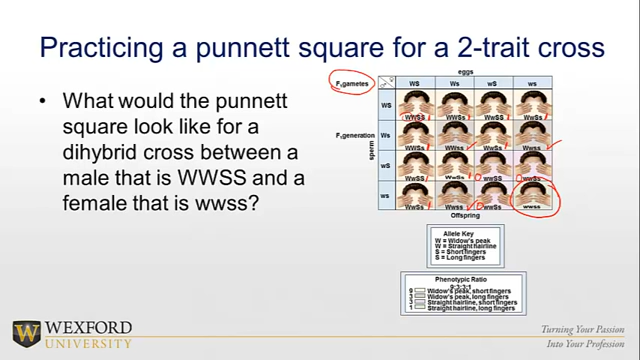 Practicing a punnett square for a 2-trait cross
• What would the punnett
square look like for a
dihybrid cross between a
male that is WWSS and a
female that is wwss?
eggs
F₁gametes
WS Ws wS ws
WS
WWSS WWSs WwSS WwSs
F₂generation
sperm
Ws
WWSs WWss WwSs Wwss
wS
WwSS WwSs wwSS wwSs
ws
WwSs Wwss wwSs wwss
Offspring
Allele Key
W = Widow's peak
W = Straight hairline
S = Short fingers
S = Long fingers
Phenotypic Ratio
9:3:3:1
9 Widow's peak, short fingers
3 Widow's peak, long fingers
3 Straight hairline, short fingers
1 Straight hairline, long fingers
W WEXFORD
UNIVERSITY
Turning Your Passion
Into Your Profession